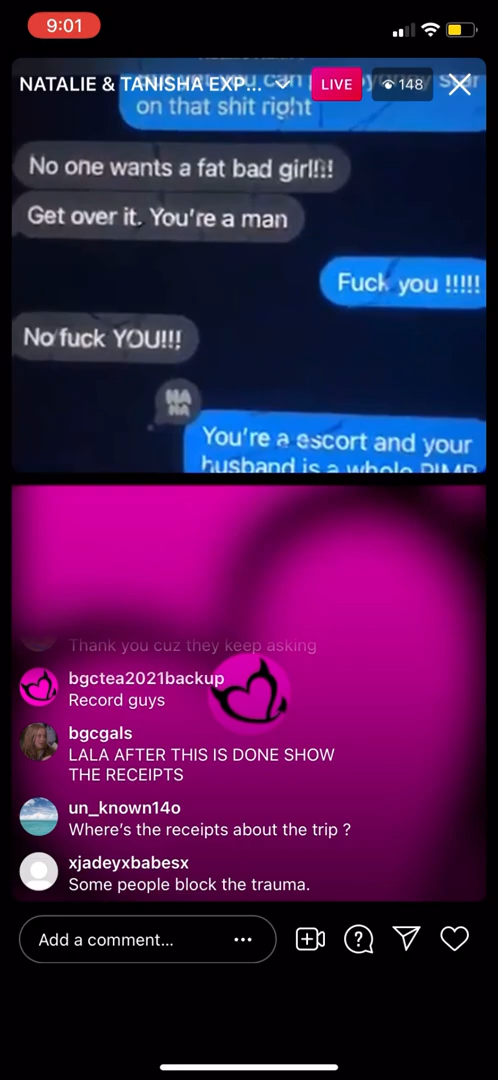 9:01
NATALIE & TANISHA EXP...
LIVE
148
on that shit right
No one wants a fat bad girl!!!
Get over it. You're a man
Fuck you !!!!!
No fuck YOU!!!
HA
HA
You're a escort and your
husband is a whole PIMP
Thank you cuz they keep asking
bgctea2021backup
Record guys
bgcgals
LALA AFTER THIS IS DONE SHOW
THE RECEIPTS
un_known14o
Where's the receipts about the trip ?
xjadeyxbabesx
Some people block the trauma.
Add a comment...